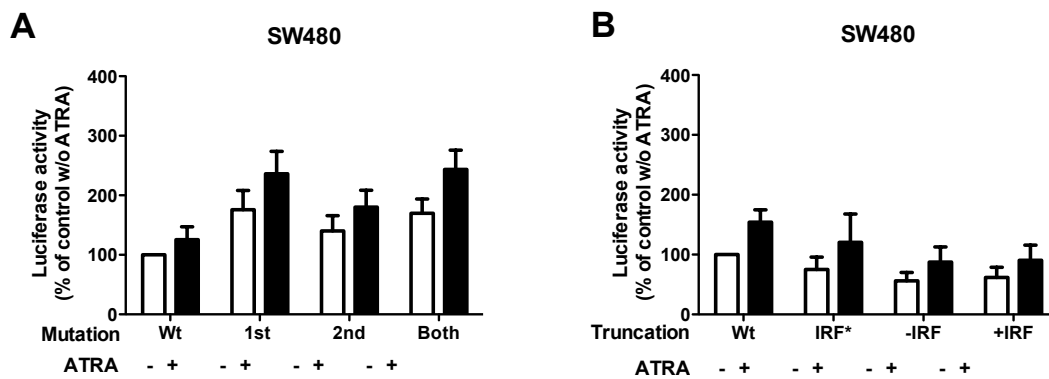 A
SW480
Luciferase activity
(% of control w/o ATRA)
400
300
200
100
0
Mutation Wt 1st 2nd Both
ATRA - + - + - + - +
B
SW480
Luciferase activity
(% of control w/o ATRA)
400
300
200
100
0
Truncation Wt IRF* -IRF +IRF
ATRA - + - + - + - +